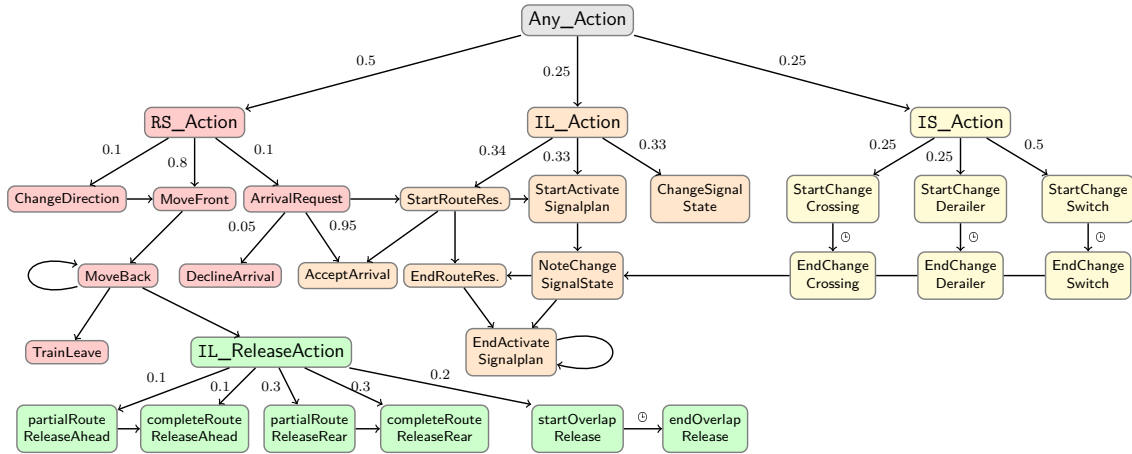 Any_Action
0.5
0.25
0.25
RS_Action
IL_Action
IS_Action
0.1
0.8
0.1
0.34
0.33
0.33
0.25
0.25
0.5
ChangeDirection
MoveFront
ArrivalRequest
StartRouteRes.
StartActivate
Signalplan
ChangeSignal
State
StartChange
Crossing
StartChange
Derailer
StartChange
Switch
0.05
0.95
MoveBack
DeclineArrival
AcceptArrival
EndRouteRes.
NoteChange
SignalState
EndChange
Crossing
EndChange
Derailer
EndChange
Switch
TrainLeave
IL_ReleaseAction
EndActivate
Signalplan
0.1
0.1
0.3
0.3
0.2
partialRoute
ReleaseAhead
completeRoute
ReleaseAhead
partialRoute
ReleaseRear
completeRoute
ReleaseRear
startOverlap
Release
endOverlap
Release